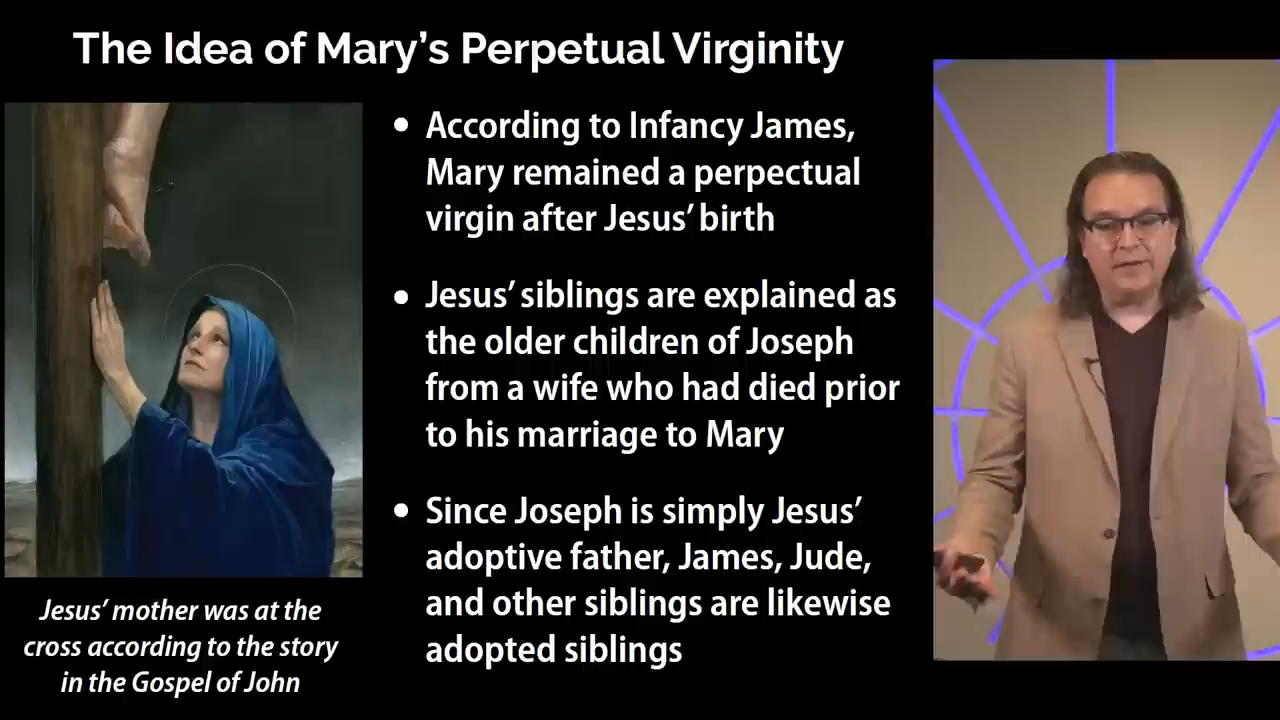 The Idea of Mary’s Perpetual Virginity
• According to Infancy James,
Mary remained a perpectual
virgin after Jesus’ birth
• Jesus’ siblings are explained as
the older children of Joseph
from a wife who had died prior
to his marriage to Mary
• Since Joseph is simply Jesus’
adoptive father, James, Jude,
and other siblings are likewise
adopted siblings
Jesus’ mother was at the
cross according to the story
in the Gospel of John